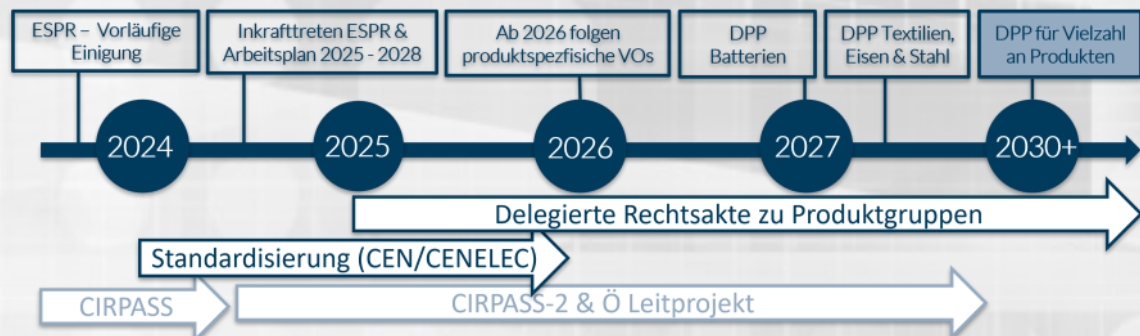 ESPR – Vorläufige
Einigung
Inkrafttreten ESPR &
Arbeitsplan 2025 - 2028
Ab 2026 folgen
produktspezfisiche VOs
DPP
Batterien
DPP Textilien,
Eisen & Stahl
DPP für Vielzahl
an Produkten
2024
2025
2026
2027
2030+
Delegierte Rechtsakte zu Produktgruppen
Standardisierung (CEN/CENELEC)
CIRPASS
CIRPASS-2 & Ö Leitprojekt